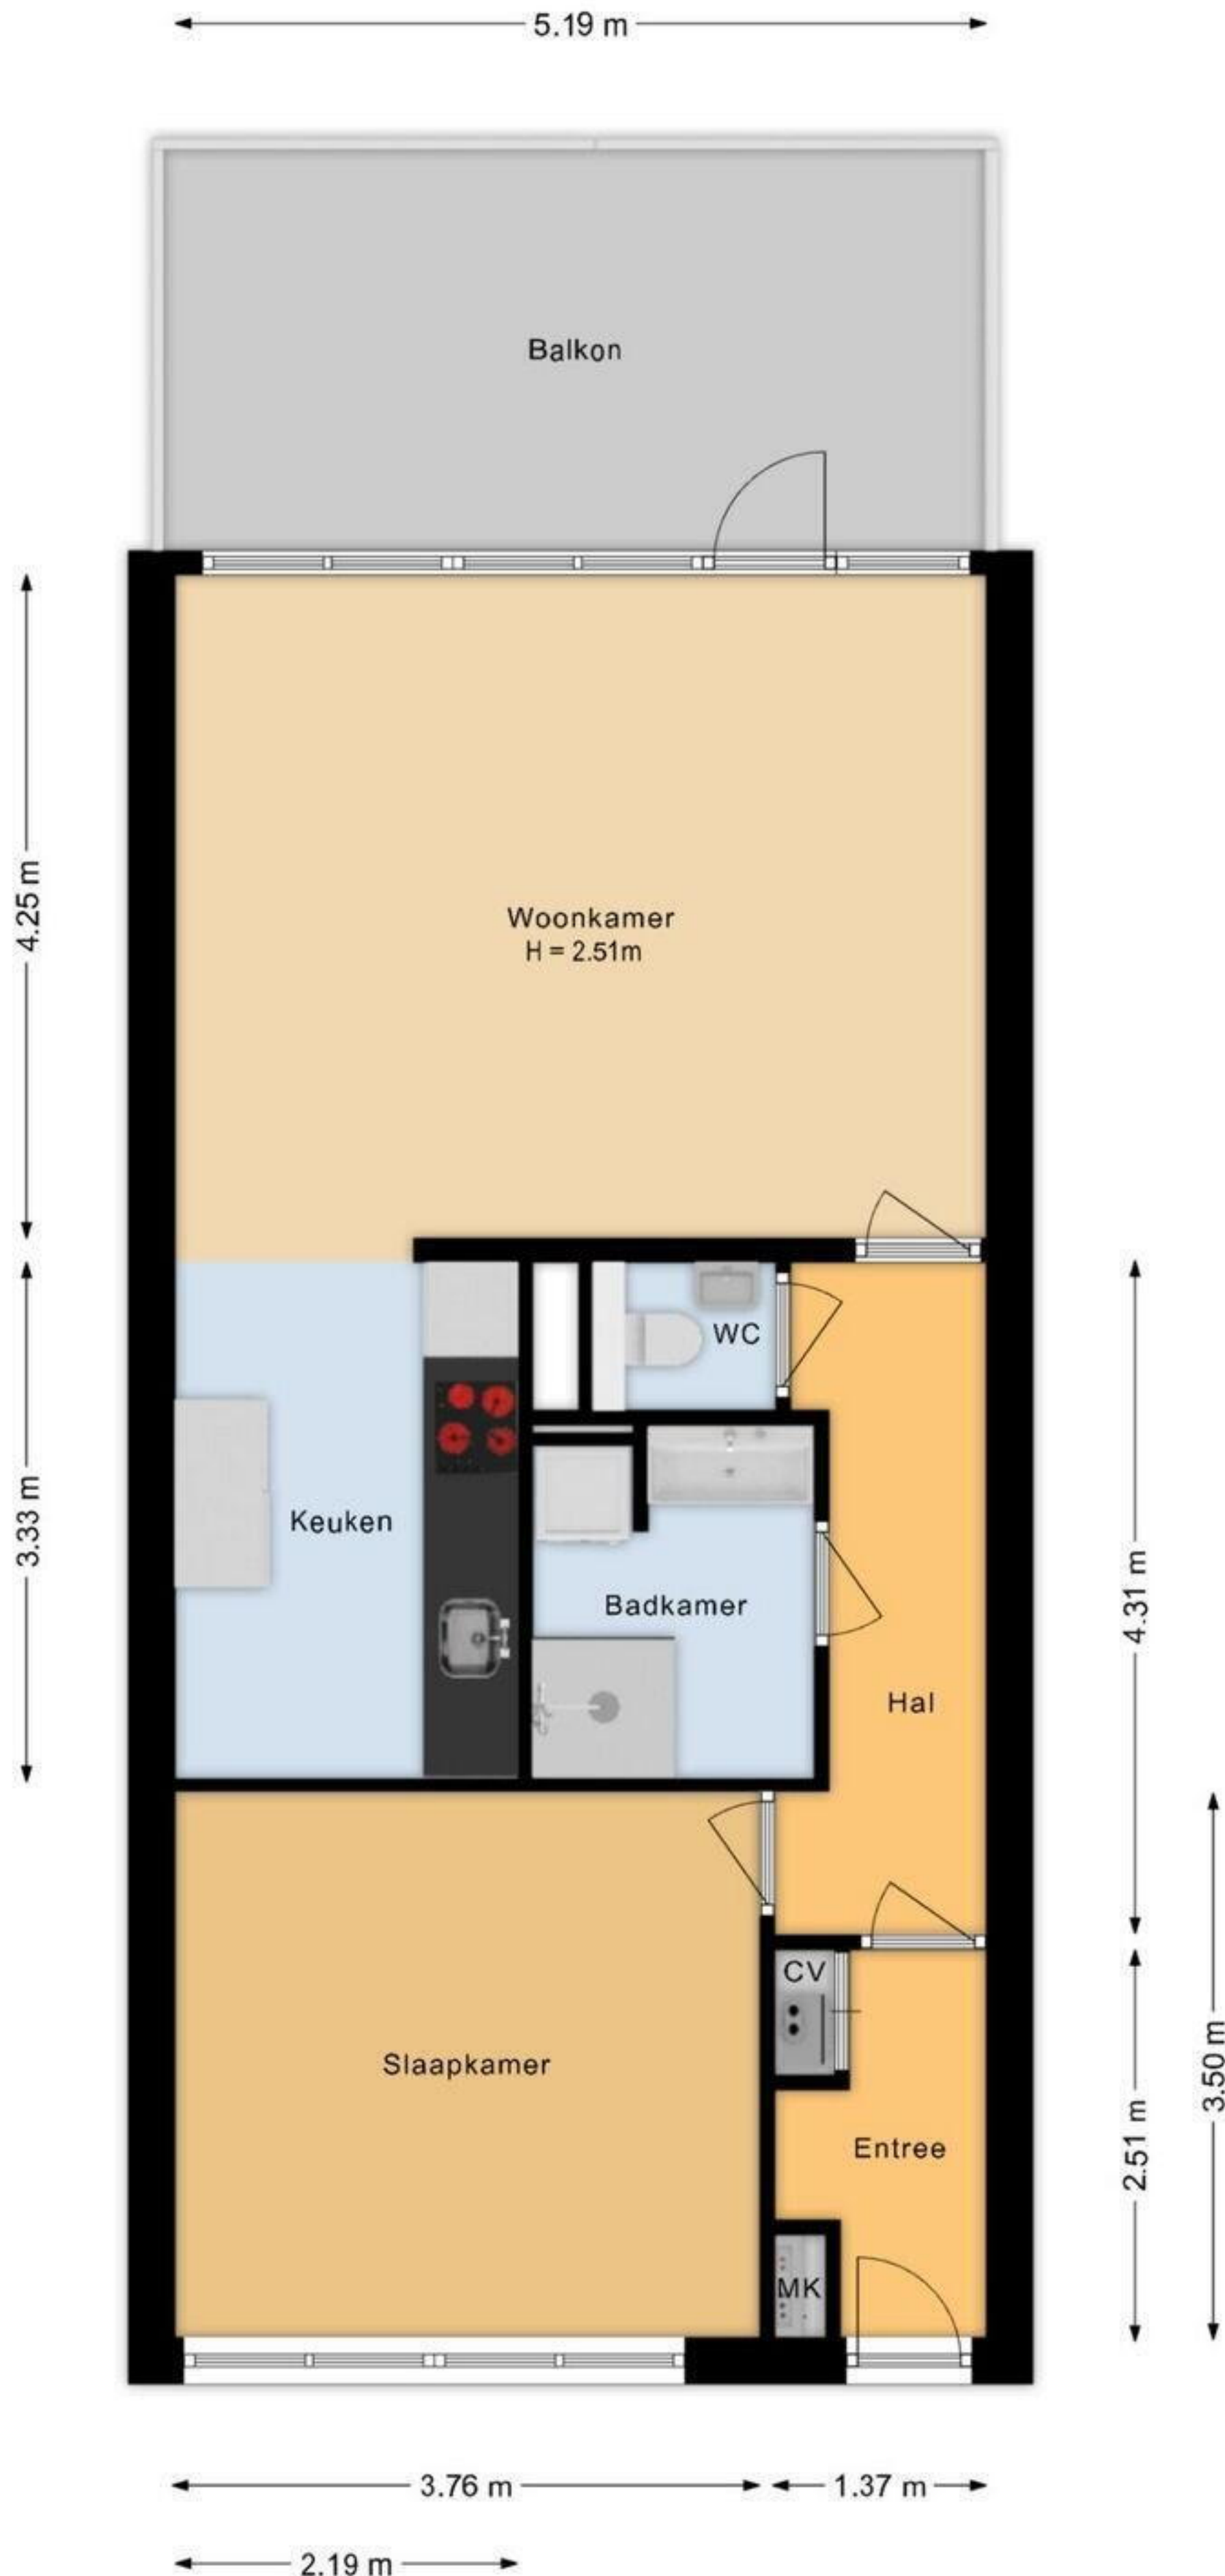 5.19 m
Balkon
4.25 m
Woonkamer
H = 2.51m
WC
3.33 m
Keuken
Badkamer
4.31 m
Hal
CV
Slaapkamer
3.50 m
2.51 m
Entree
MK
3.76 m
1.37 m
2.19 m